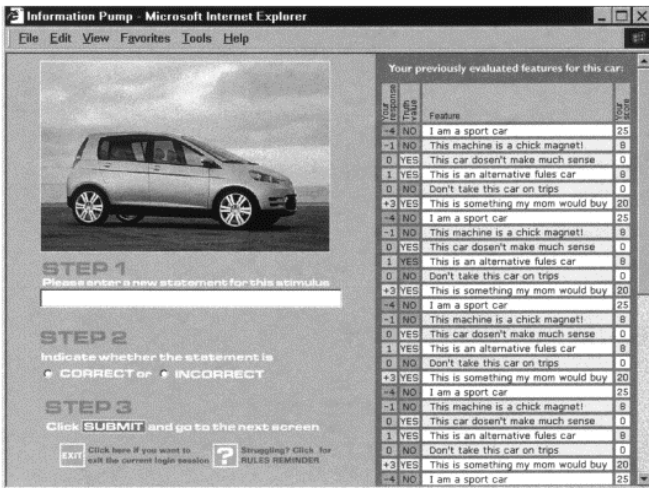 Information Pump - Microsoft Internet Explorer
File Edit View Favorites Tools Help
STEP 1
Please enter a new statement for this stimulus
STEP 2
Indicate whether the statement is
CORRECT or INCORRECT
STEP 3
Click SUBMIT and go to the next screen
EXIT Click here if you want to
exit the current login session
? Struggling? Click for
RULES REMINDER
Your previously evaluated features for this car:
Your response Truth value Feature Your score
-4 NO I am a sport car 25
-1 NO This machine is a chick magnet! 8
0 YES This car dosen't make much sense 0
1 YES This is an alternative fules car 8
0 NO Don't take this car on trips 0
+3 YES This is something my mom would buy 20
-4 NO I am a sport car 25
-1 NO This machine is a chick magnet! 8
0 YES This car dosen't make much sense 0
1 YES This is an alternative fules car 8
0 NO Don't take this car on trips 0
+3 YES This is something my mom would buy 20
-4 NO I am a sport car 25
-1 NO This machine is a chick magnet! 8
0 YES This car dosen't make much sense 0
1 YES This is an alternative fules car 8
0 NO Don't take this car on trips 0
+3 YES This is something my mom would buy 20
-4 NO I am a sport car 25
-1 NO This machine is a chick magnet! 8
0 YES This car dosen't make much sense 0
1 YES This is an alternative fules car 8
0 NO Don't take this car on trips 0
+3 YES This is something my mom would buy 20
-4 NO I am a sport car 25